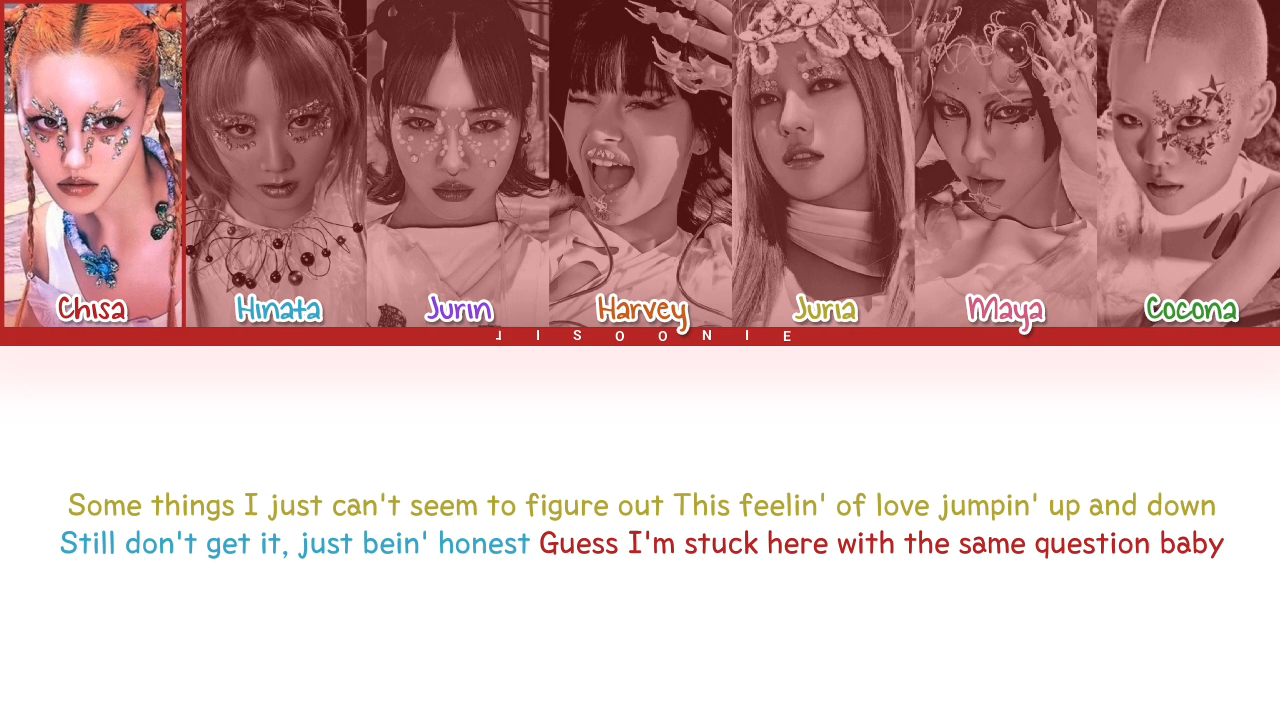 Chisa Hinata Jurin Harvey Juria Maya Cocona
JISOONIE
Some things I just can't seem to figure out This feelin' of love jumpin' up and down
Still don't get it, just bein' honest Guess I'm stuck here with the same question baby